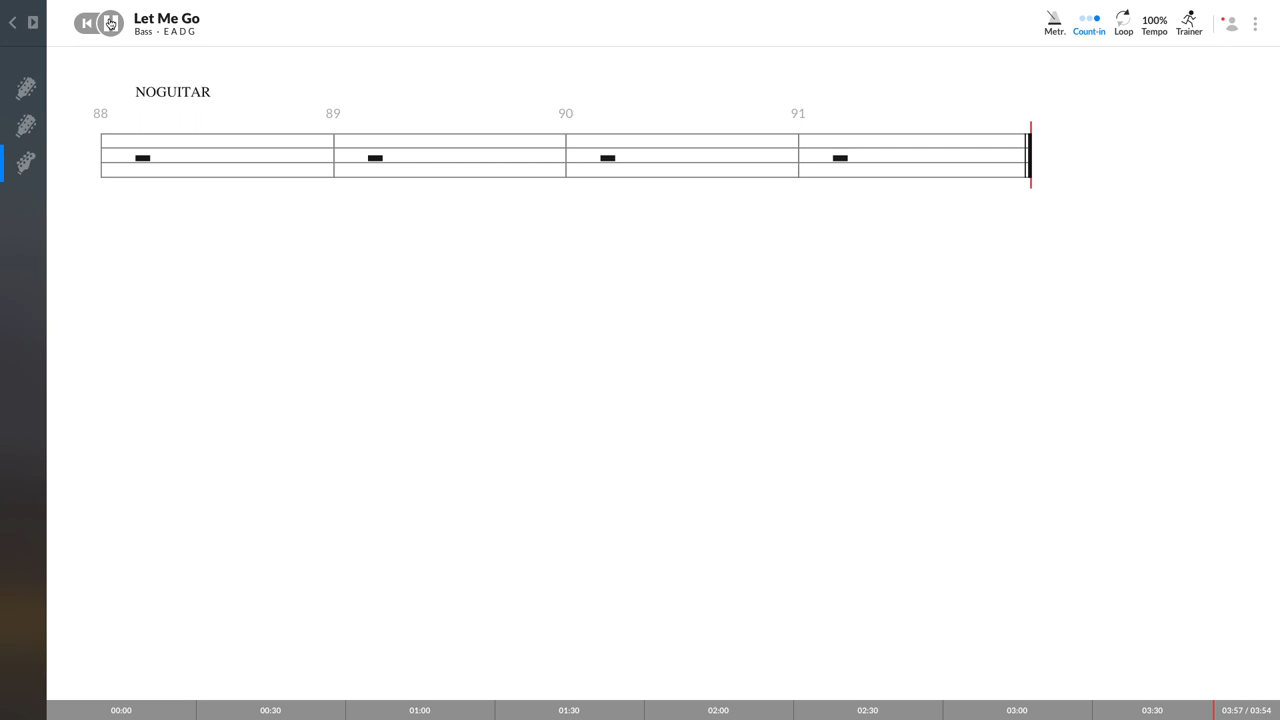 Let Me Go
Bass · E A D G
Metr.
Count-in
Loop
100%
Tempo
Trainer
NOGUITAR
88 89 90 91
00:00 00:30 01:00 01:30 02:00 02:30 03:00 03:30 03:57 / 03:54